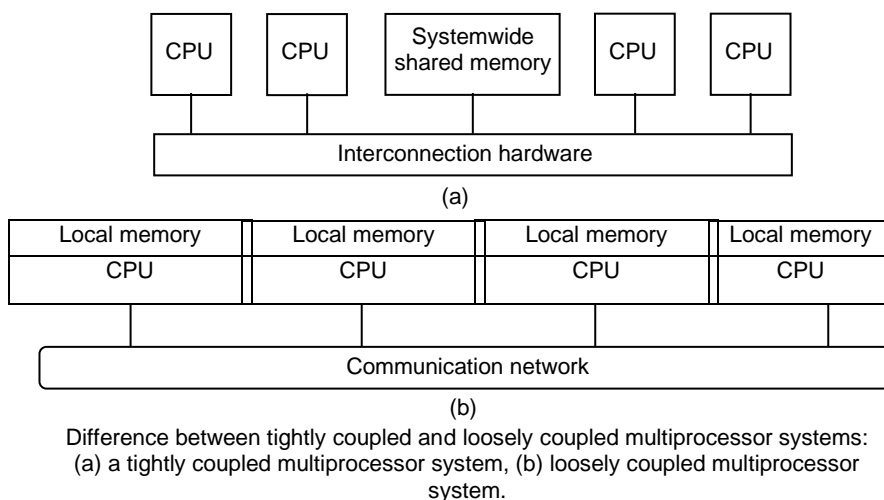 CPU CPU Systemwide shared memory CPU CPU
Interconnection hardware
(a)
Local memory Local memory Local memory Local memory
CPU CPU CPU CPU
Communication network
(b)
Difference between tightly coupled and loosely coupled multiprocessor systems:
(a) a tightly coupled multiprocessor system, (b) loosely coupled multiprocessor
system.